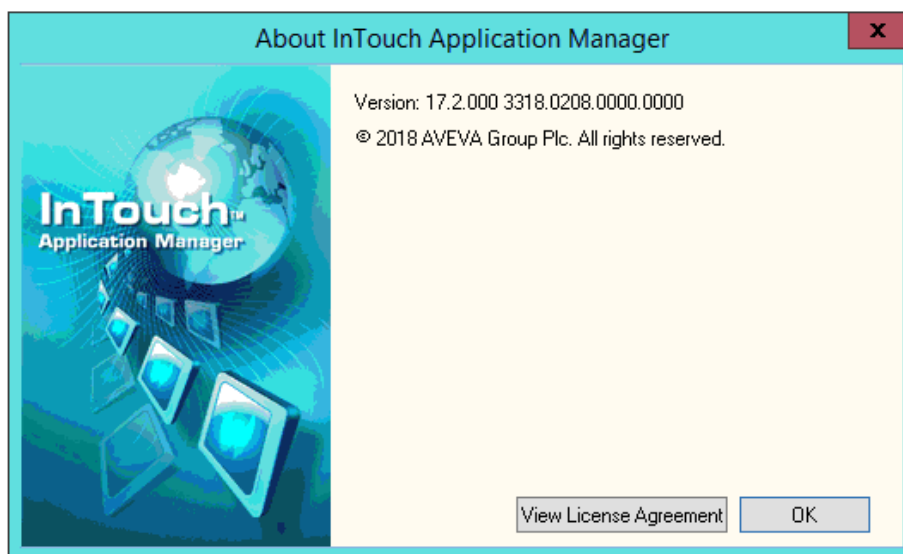 About InTouch Application Manager
x
Version: 17.2.000 3318.0208.0000.0000
© 2018 AVEVA Group Plc. All rights reserved.
InTouch™
Application Manager
View License Agreement
OK